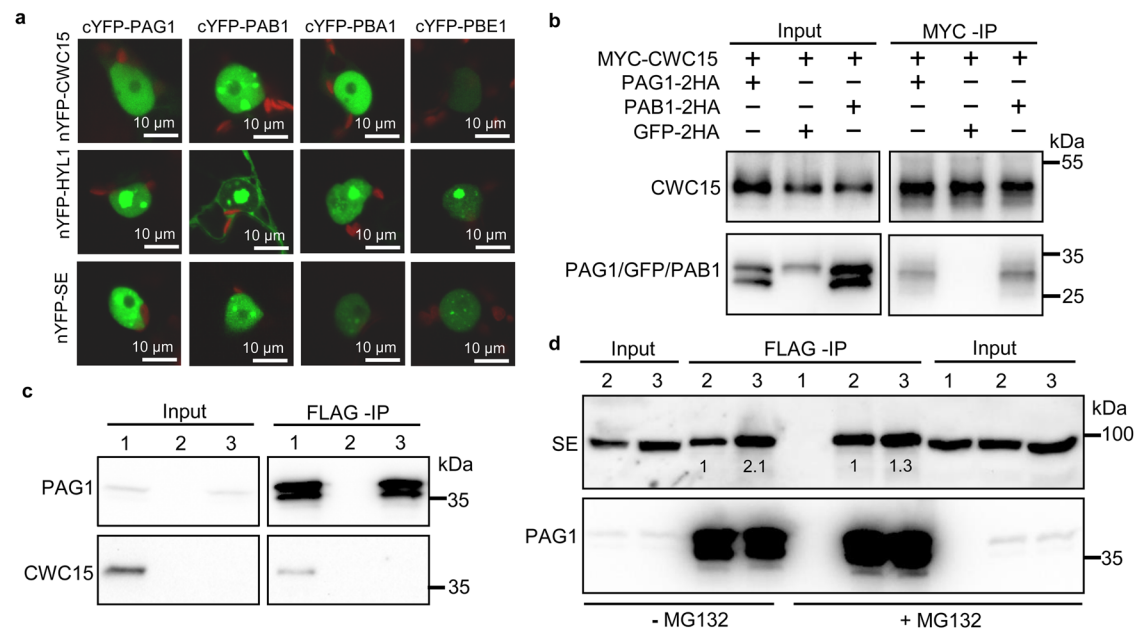 a
cYFP-PAG1 cYFP-PAB1 cYFP-PBA1 cYFP-PBE1
nYFP-CWC15
10 µm 10 µm 10 µm 10 µm
nYFP-HYL1
10 µm 10 µm 10 µm 10 µm
nYFP-SE
10 µm 10 µm 10 µm 10 µm
b
Input MYC -IP
MYC-CWC15 + + + + + +
PAG1-2HA + − − + − −
PAB1-2HA − − + − − +
GFP-2HA − + − − + −
kDa
55
CWC15
35
PAG1/GFP/PAB1
25
c
Input FLAG -IP
1 2 3 1 2 3
kDa
PAG1
35
CWC15
35
d
Input FLAG -IP Input
2 3 2 3 1 2 3 1 2 3
kDa
100
SE
1 2.1 1 1.3
PAG1
35
- MG132 + MG132